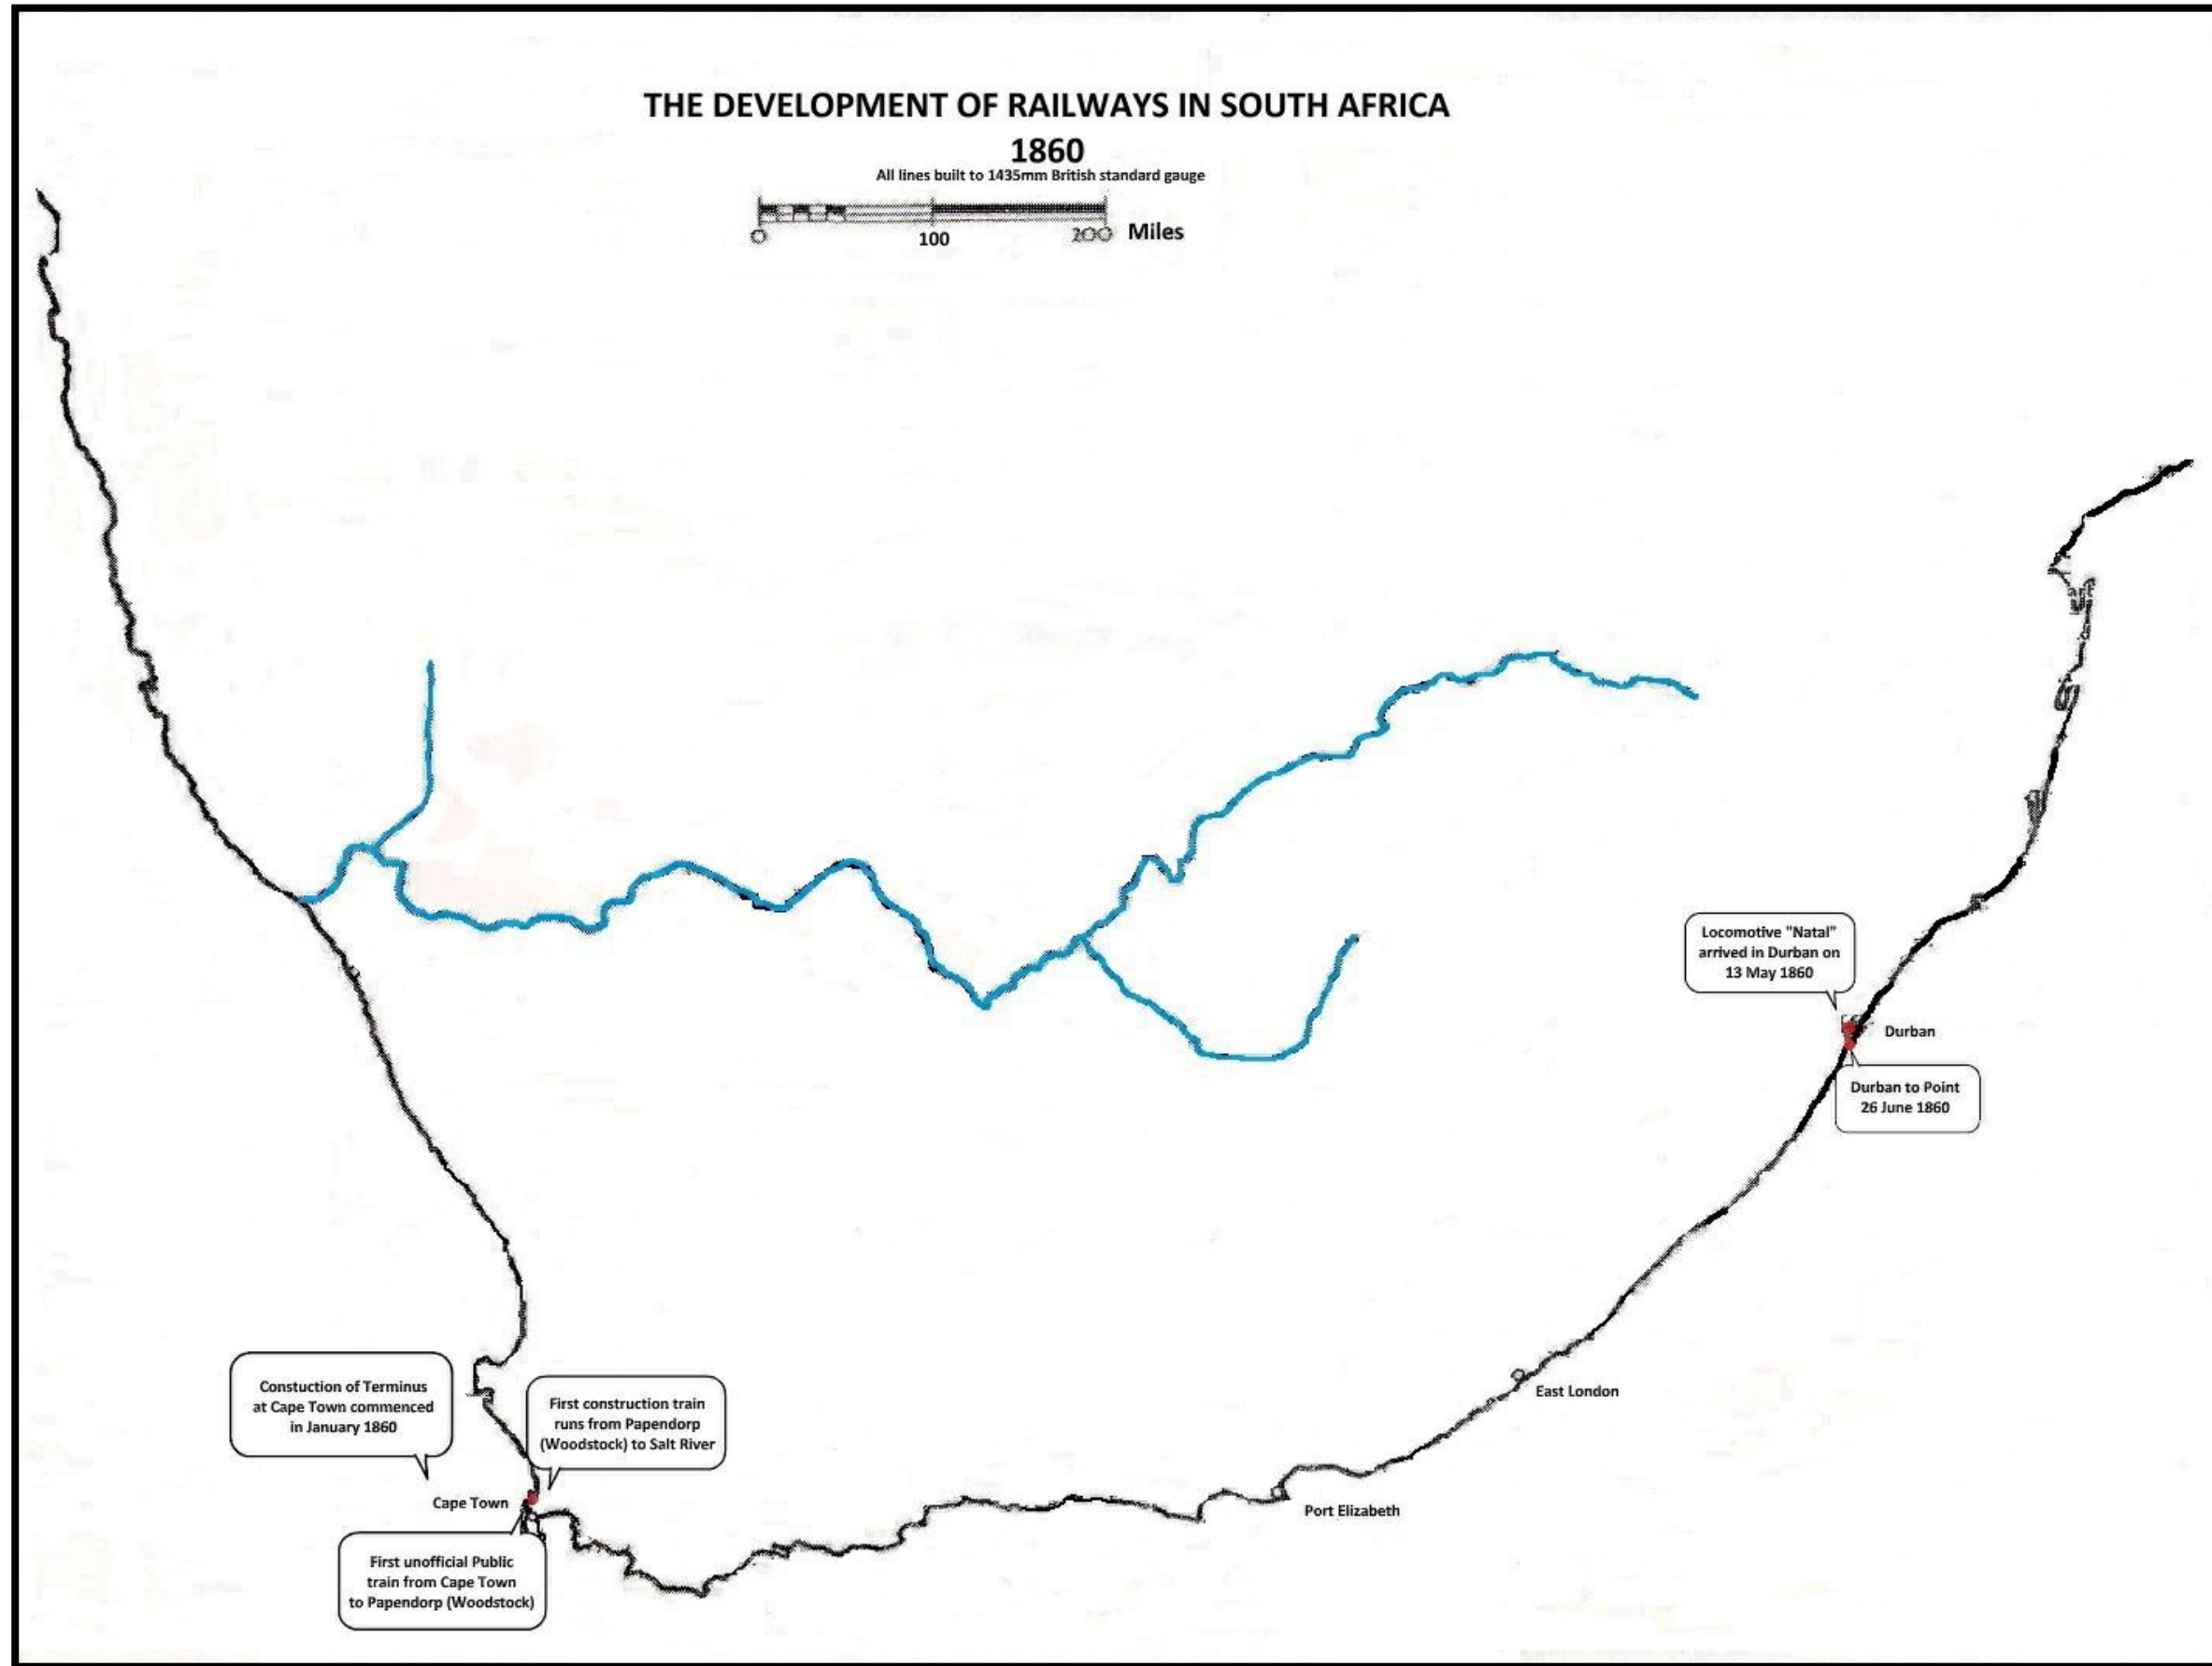 THE DEVELOPMENT OF RAILWAYS IN SOUTH AFRICA
1860
All lines built to 1435mm British standard gauge
0 100 200 Miles
Locomotive "Natal"
arrived in Durban on
13 May 1860
Durban
Durban to Point
26 June 1860
Constuction of Terminus
at Cape Town commenced
in January 1860
First construction train
runs from Papendorp
(Woodstock) to Salt River
East London
Cape Town
Port Elizabeth
First unofficial Public
train from Cape Town
to Papendorp (Woodstock)